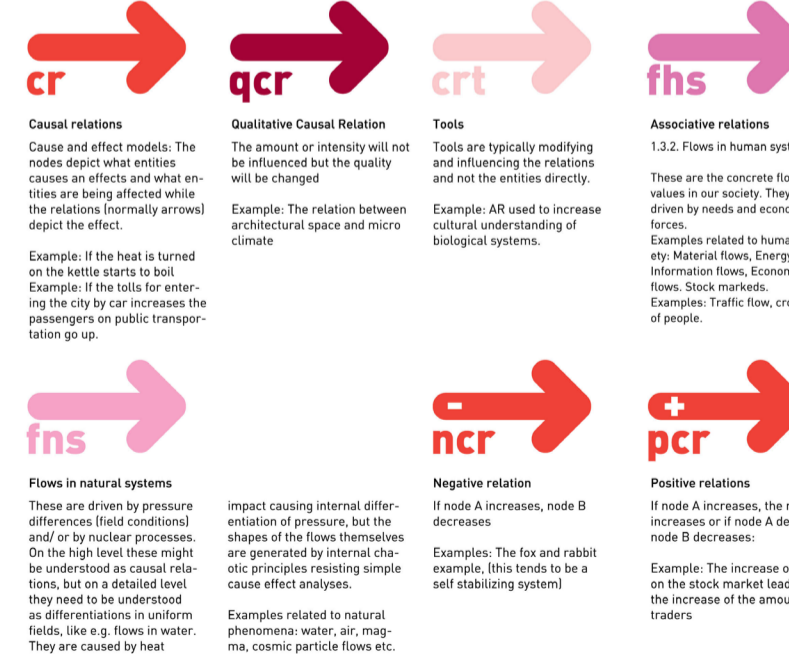 cr
Causal relations
Cause and effect models: The
nodes depict what entities
causes an effects and what en-
tities are being affected while
the relations (normally arrows)
depict the effect.
Example: If the heat is turned
on the kettle starts to boil
Example: If the tolls for enter-
ing the city by car increases the
passengers on public transpor-
tation go up.
qcr
Qualitative Causal Relation
The amount or intensity will not
be influenced but the quality
will be changed
Example: The relation between
architectural space and micro
climate
crt
Tools
Tools are typically modifying
and influencing the relations
and not the entities directly.
Example: AR used to increase
cultural understanding of
biological systems.
fhs
Associative relations
1.3.2. Flows in human
These are the concrete
values in our society. They
driven by needs and
forces.
Examples related to
Material flows,
Information flows,
flows. Stock markeds.
Examples: Traffic flow,
of people.
fns
Flows in natural systems
These are driven by pressure
differences (field conditions)
and/ or by nuclear processes.
On the high level these might
be understood as causal rela-
tions, but on a detailed level
they need to be understood
as differentiations in uniform
fields, like e.g. flows in water.
They are caused by heat
impact causing internal differ-
entiation of pressure, but the
shapes of the flows themselves
are generated by internal cha-
otic principles resisting simple
cause effect analyses.
Examples related to natural
phenomena: water, air, mag-
ma, cosmic particle flows etc.
-
ncr
Negative relation
If node A increases, node B
decreases
Examples: The fox and rabbit
example, (this tends to be a
self stabilizing system)
+
pcr
Positive relations
If node A increases, the
increases or if node A
node B decreases:
Example: The increase
on the stock market
the increase of the
traders